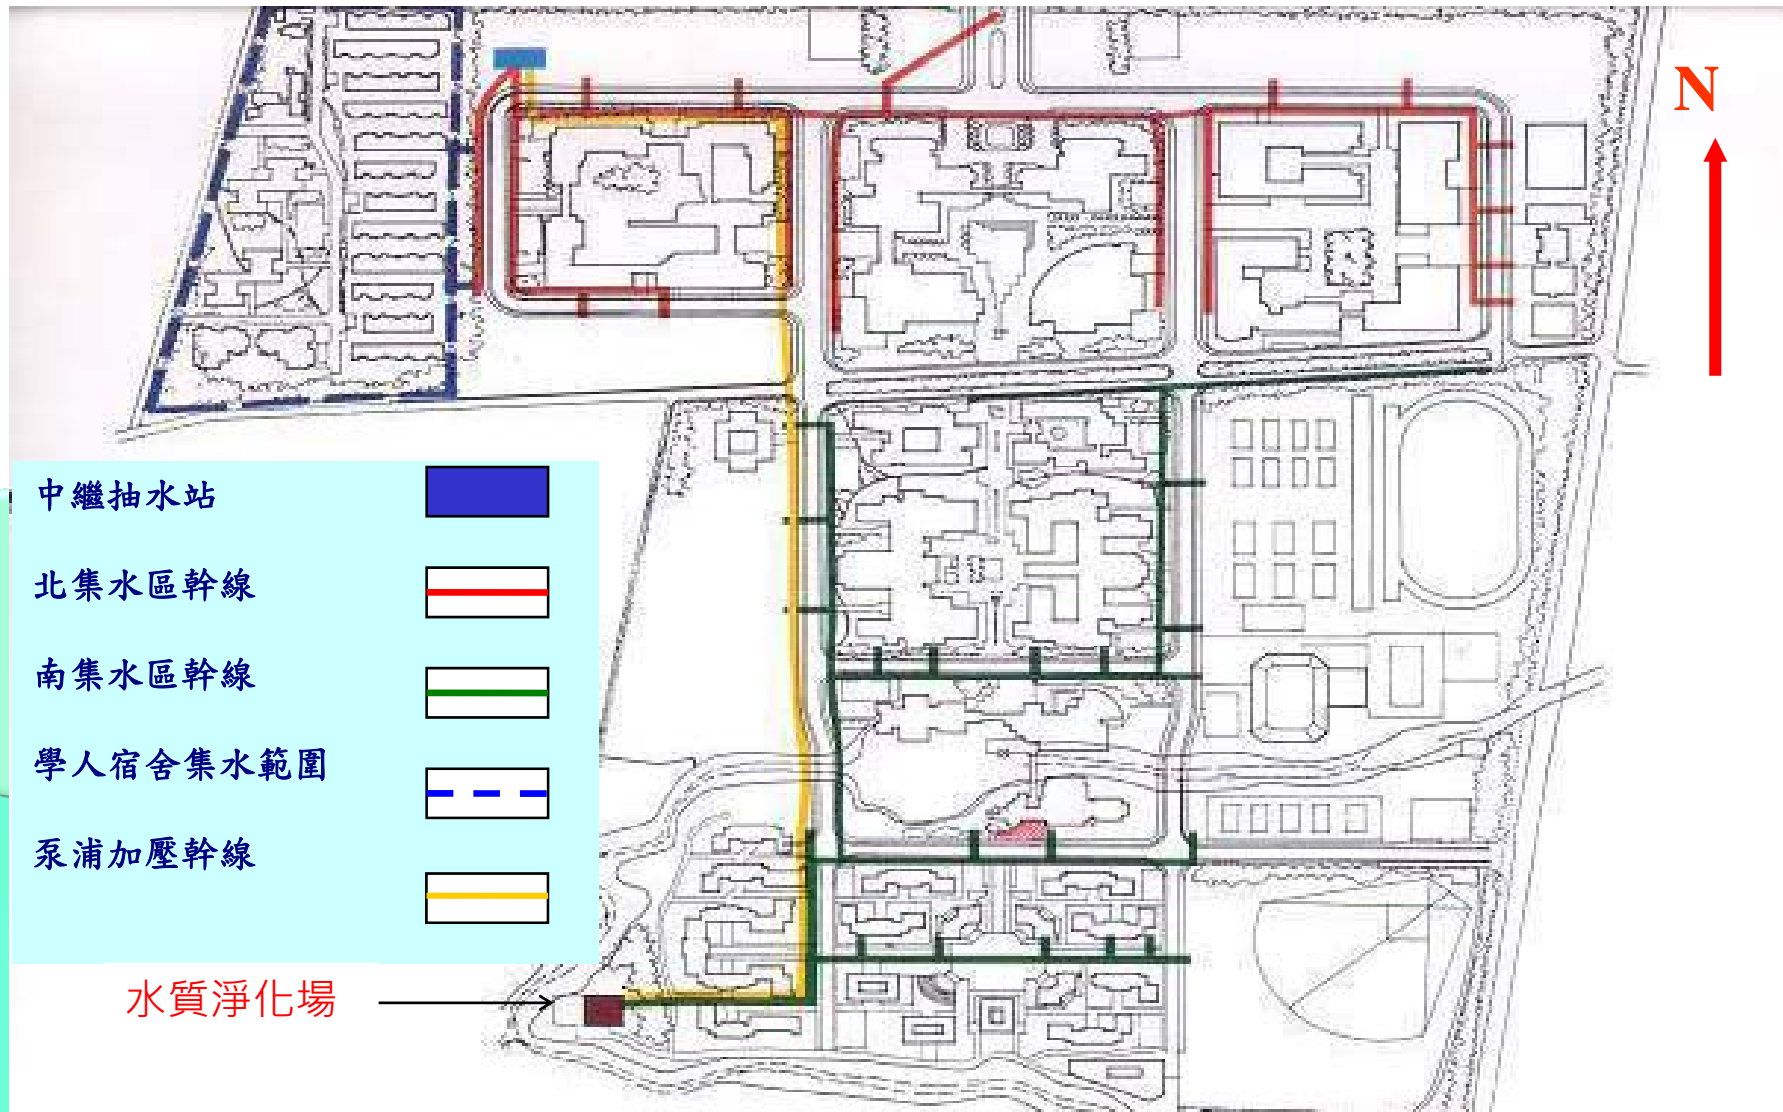 N
中繼抽水站
北集水區幹線
南集水區幹線
學人宿舍集水範圍
泵浦加壓幹線
水質淨化場